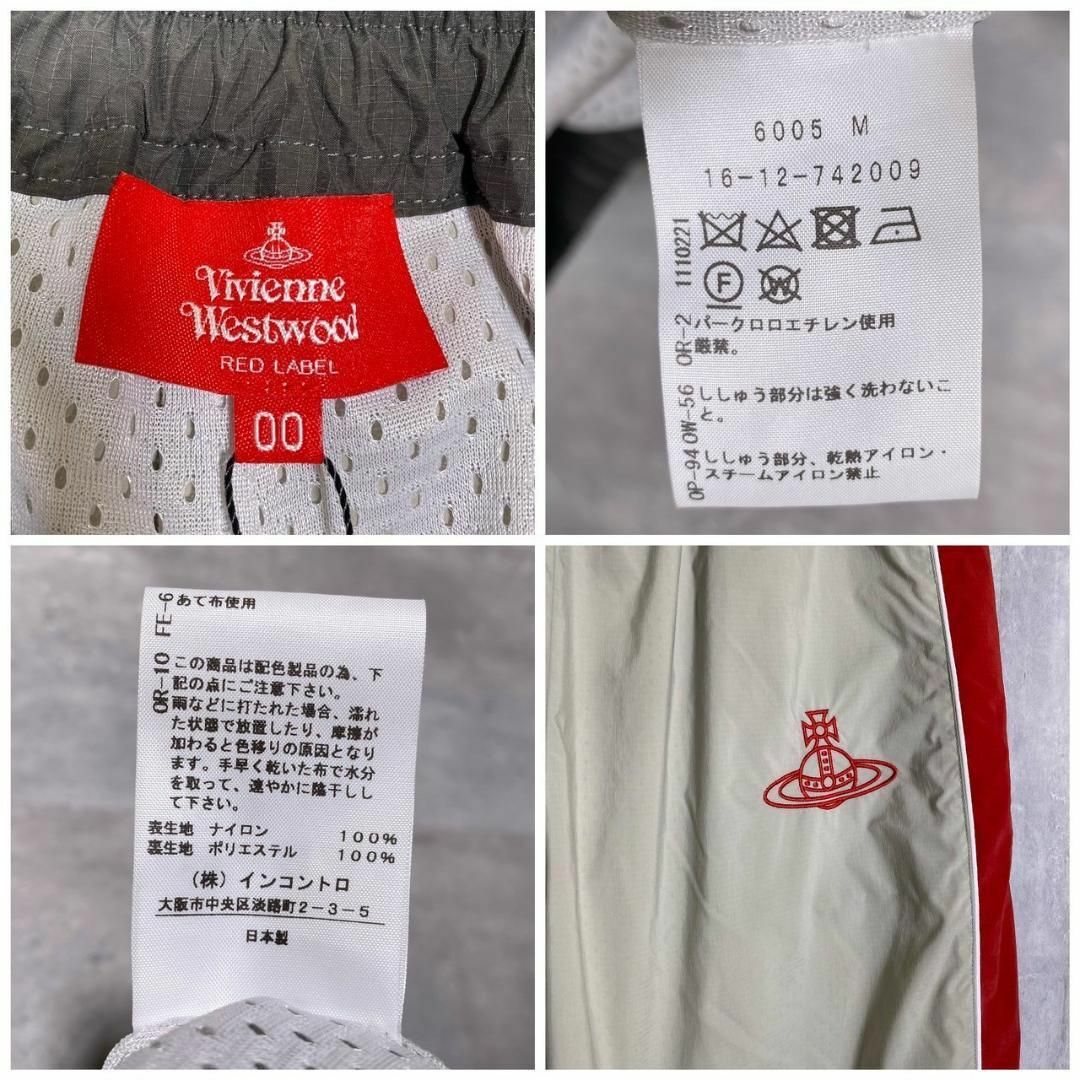 Vivienne
Westwood
RED LABEL
00
6005 M
16-12-742009
1110221
F
W
OR-2
パークロロエチレン使用
厳禁。
OW-56
ししゅう部分は強く洗わないこ
と。
OP-94
ししゅう部分、乾熱アイロン・
スチームアイロン禁止
FE-6
あて布使用
OR-10
この商品は配色製品の為、下
記の点にご注意下さい。
雨などに打たれた場合、濡れ
た状態で放置したり、摩擦が
加わると色移りの原因となり
ます。手早く乾いた布で水分
を取って、速やかに陰干しし
て下さい。
表生地 ナイロン 100%
裏生地 ポリエステル 100%
(株)インコントロ
大阪市中央区淡路町2-3-5
日本製